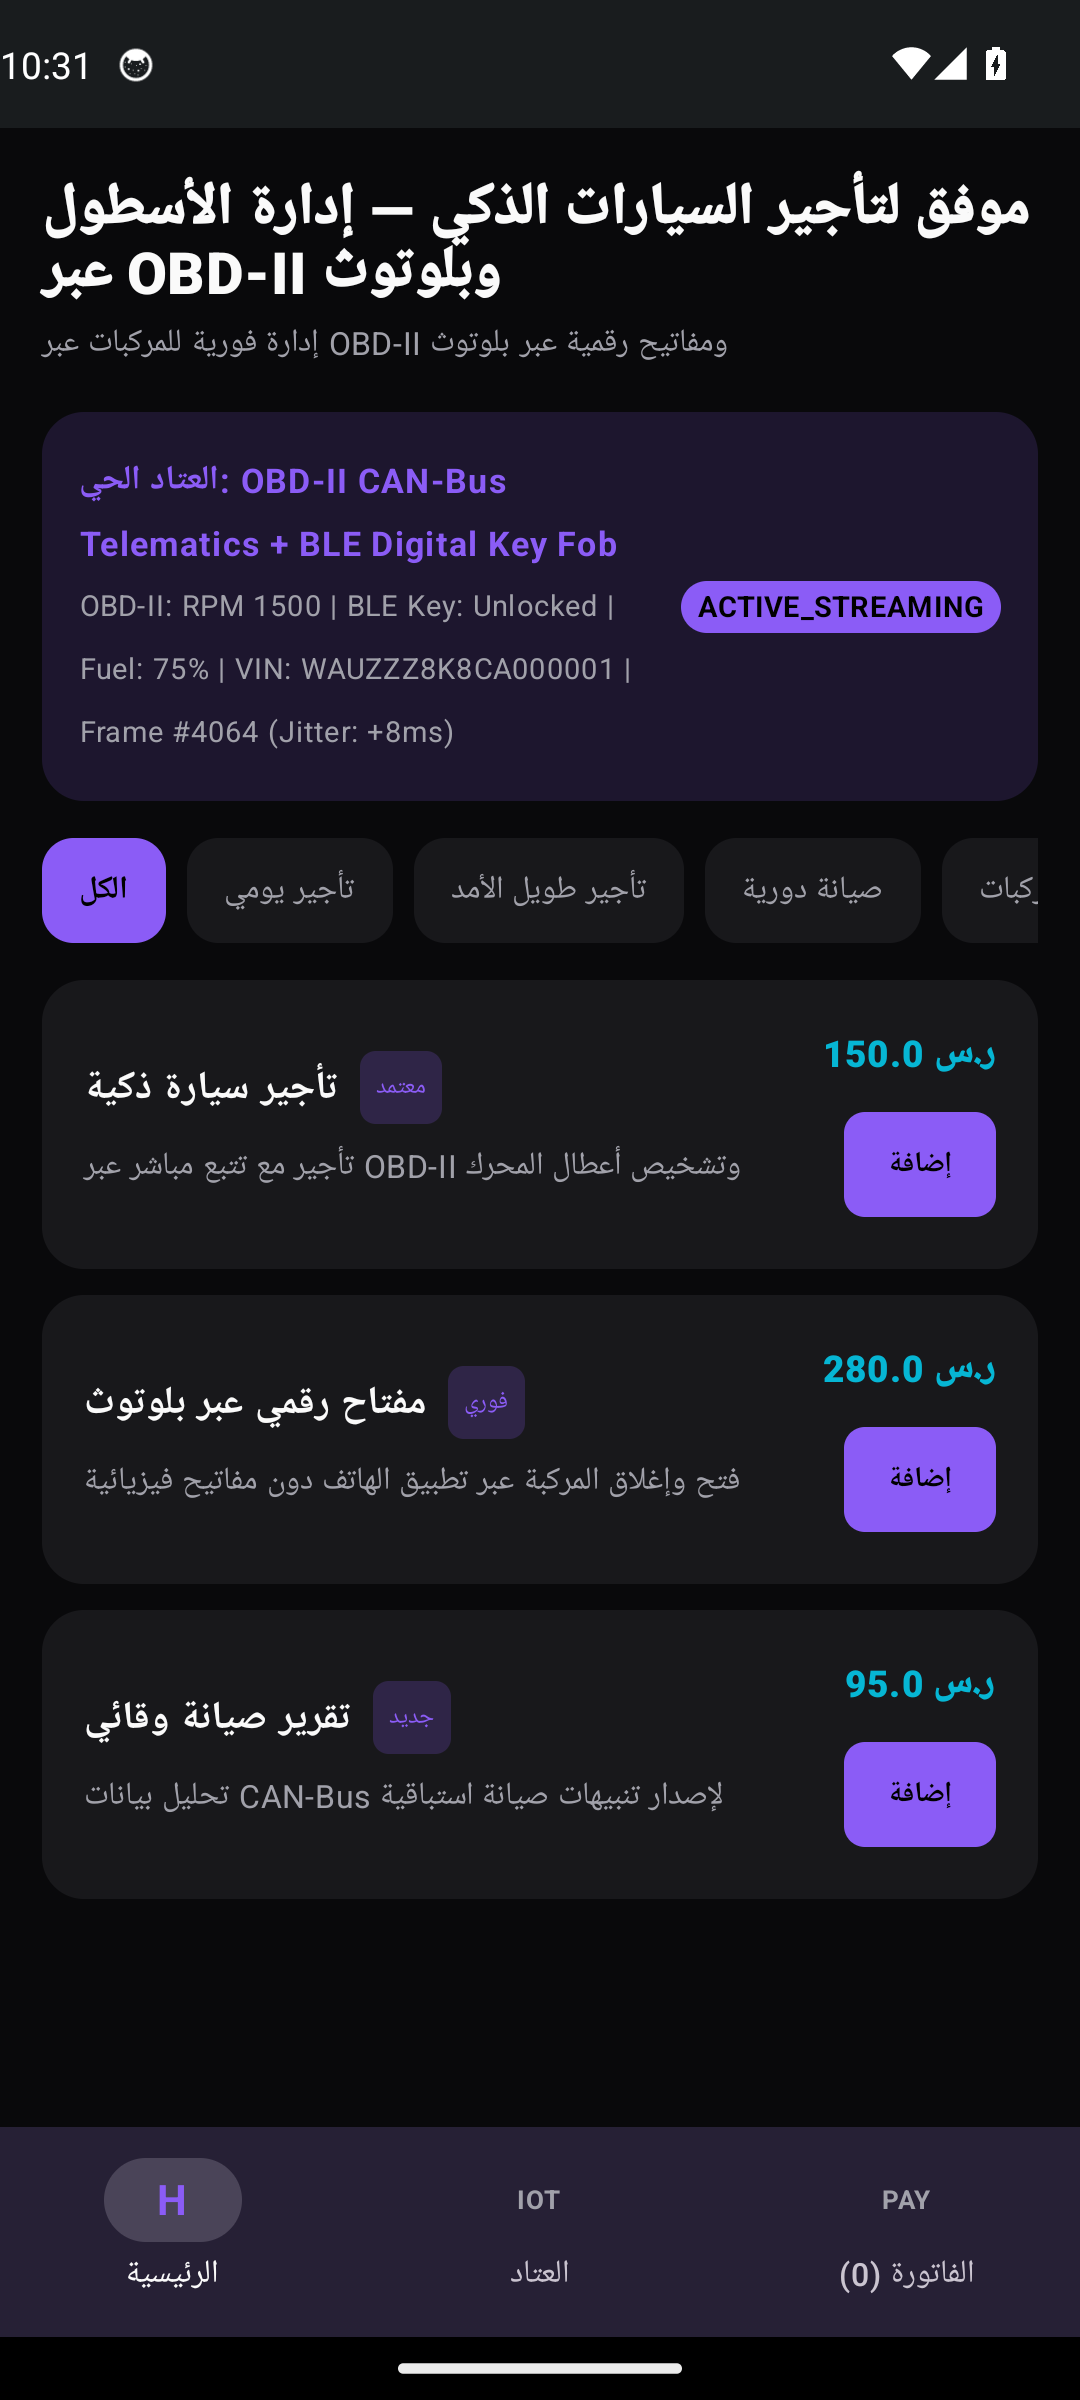 10:31
موفق لتأجير السيارات الذكي — إدارة الأسطول
عبر OBD-II وبلوتوث
إدارة فورية للمركبات عبر OBD-II ومفاتيح رقمية عبر بلوتوث
العتاد الحي: OBD-II CAN-Bus
Telematics + BLE Digital Key Fob
OBD-II: RPM 1500 | BLE Key: Unlocked |
Fuel: 75% | VIN: WAUZZZ8K8CA000001 |
Frame #4064 (Jitter: +8ms)
ACTIVE_STREAMING
الكل
تأجير يومي
تأجير طويل الأمد
صيانة دورية
تأجير سيارة ذكية
معتمد
تأجير مع تتبع مباشر عبر OBD-II وتشخيص أعطال المحرك
150.0 ر.س
إضافة
مفتاح رقمي عبر بلوتوث
فوري
فتح وإغلاق المركبة عبر تطبيق الهاتف دون مفاتيح فيزيائية
280.0 ر.س
إضافة
تقرير صيانة وقائي
جديد
تحليل بيانات CAN-Bus لإصدار تنبيهات صيانة استباقية
95.0 ر.س
إضافة
H
الرئيسية
IOT
العتاد
PAY
الفاتورة (0)